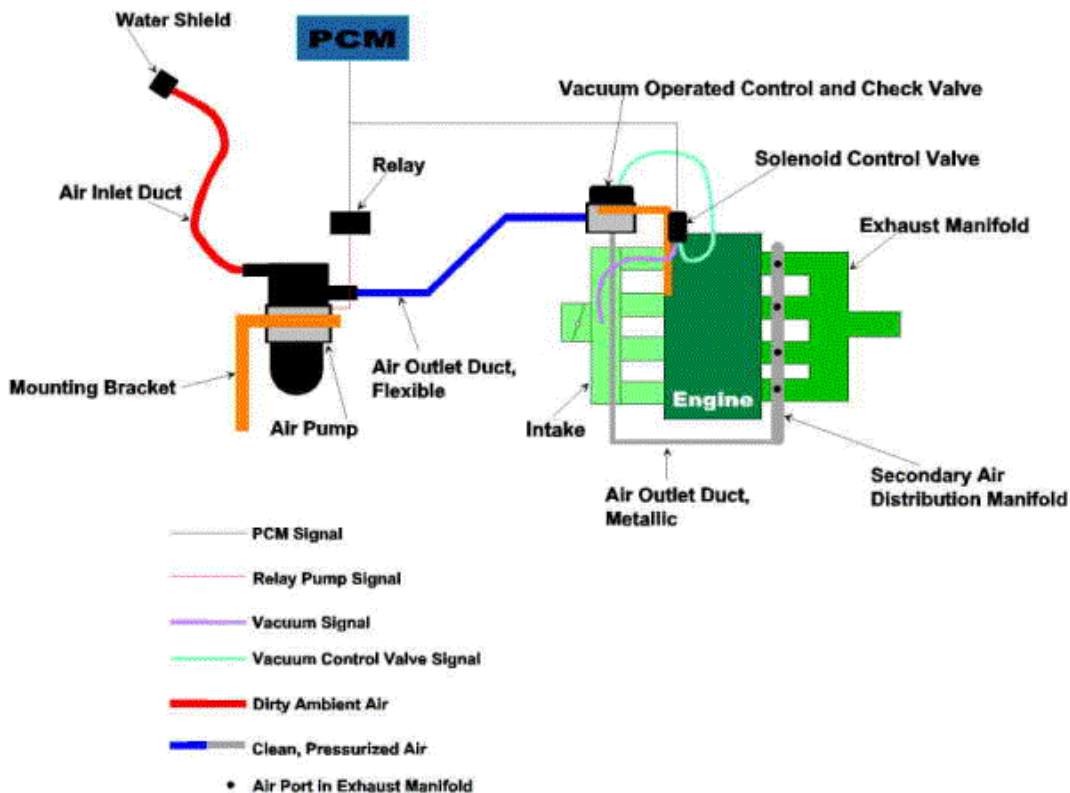 Water Shield
PCM
Vacuum Operated Control and Check Valve
Relay
Solenoid Control Valve
Air Inlet Duct
Exhaust Manifold
Mounting Bracket
Air Outlet Duct,
Flexible
Air Pump
Engine
Intake
Air Outlet Duct,
Metallic
Secondary Air
Distribution Manifold
PCM Signal
Relay Pump Signal
Vacuum Signal
Vacuum Control Valve Signal
Dirty Ambient Air
Clean, Pressurized Air
Air Port in Exhaust Manifold